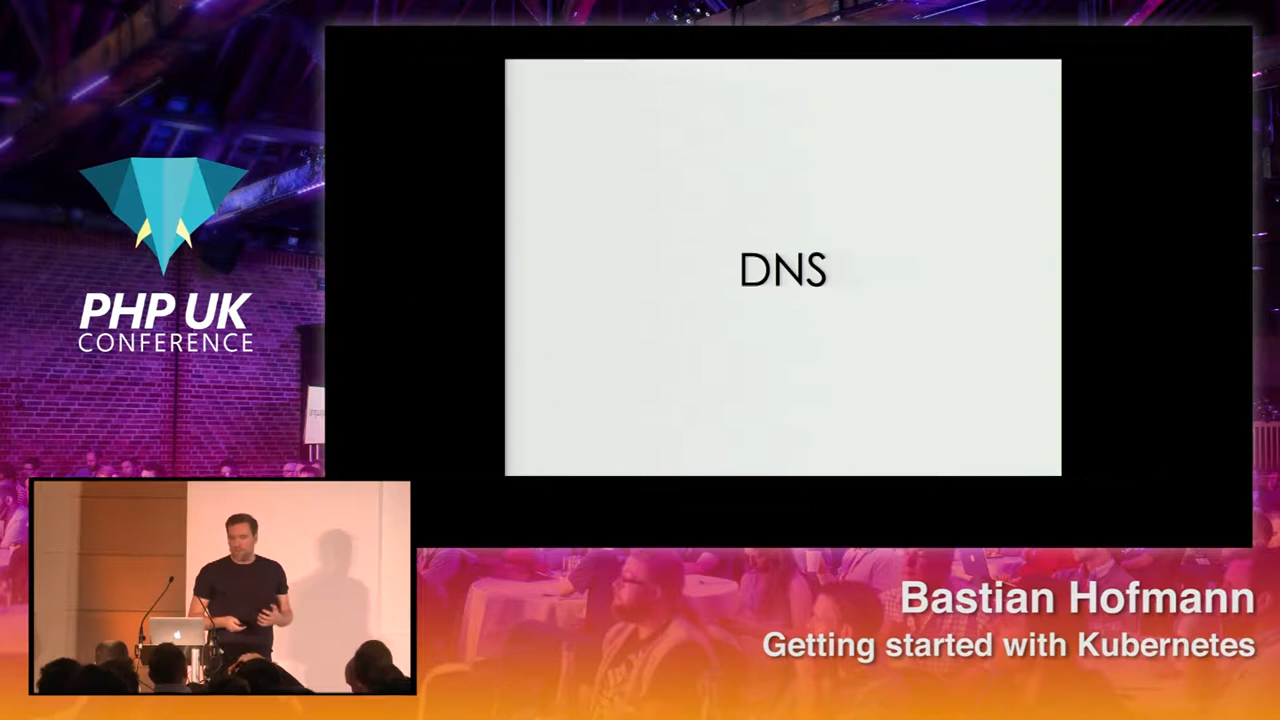 PHP UK
CONFERENCE
DNS
Bastian Hofmann
Getting started with Kubernetes